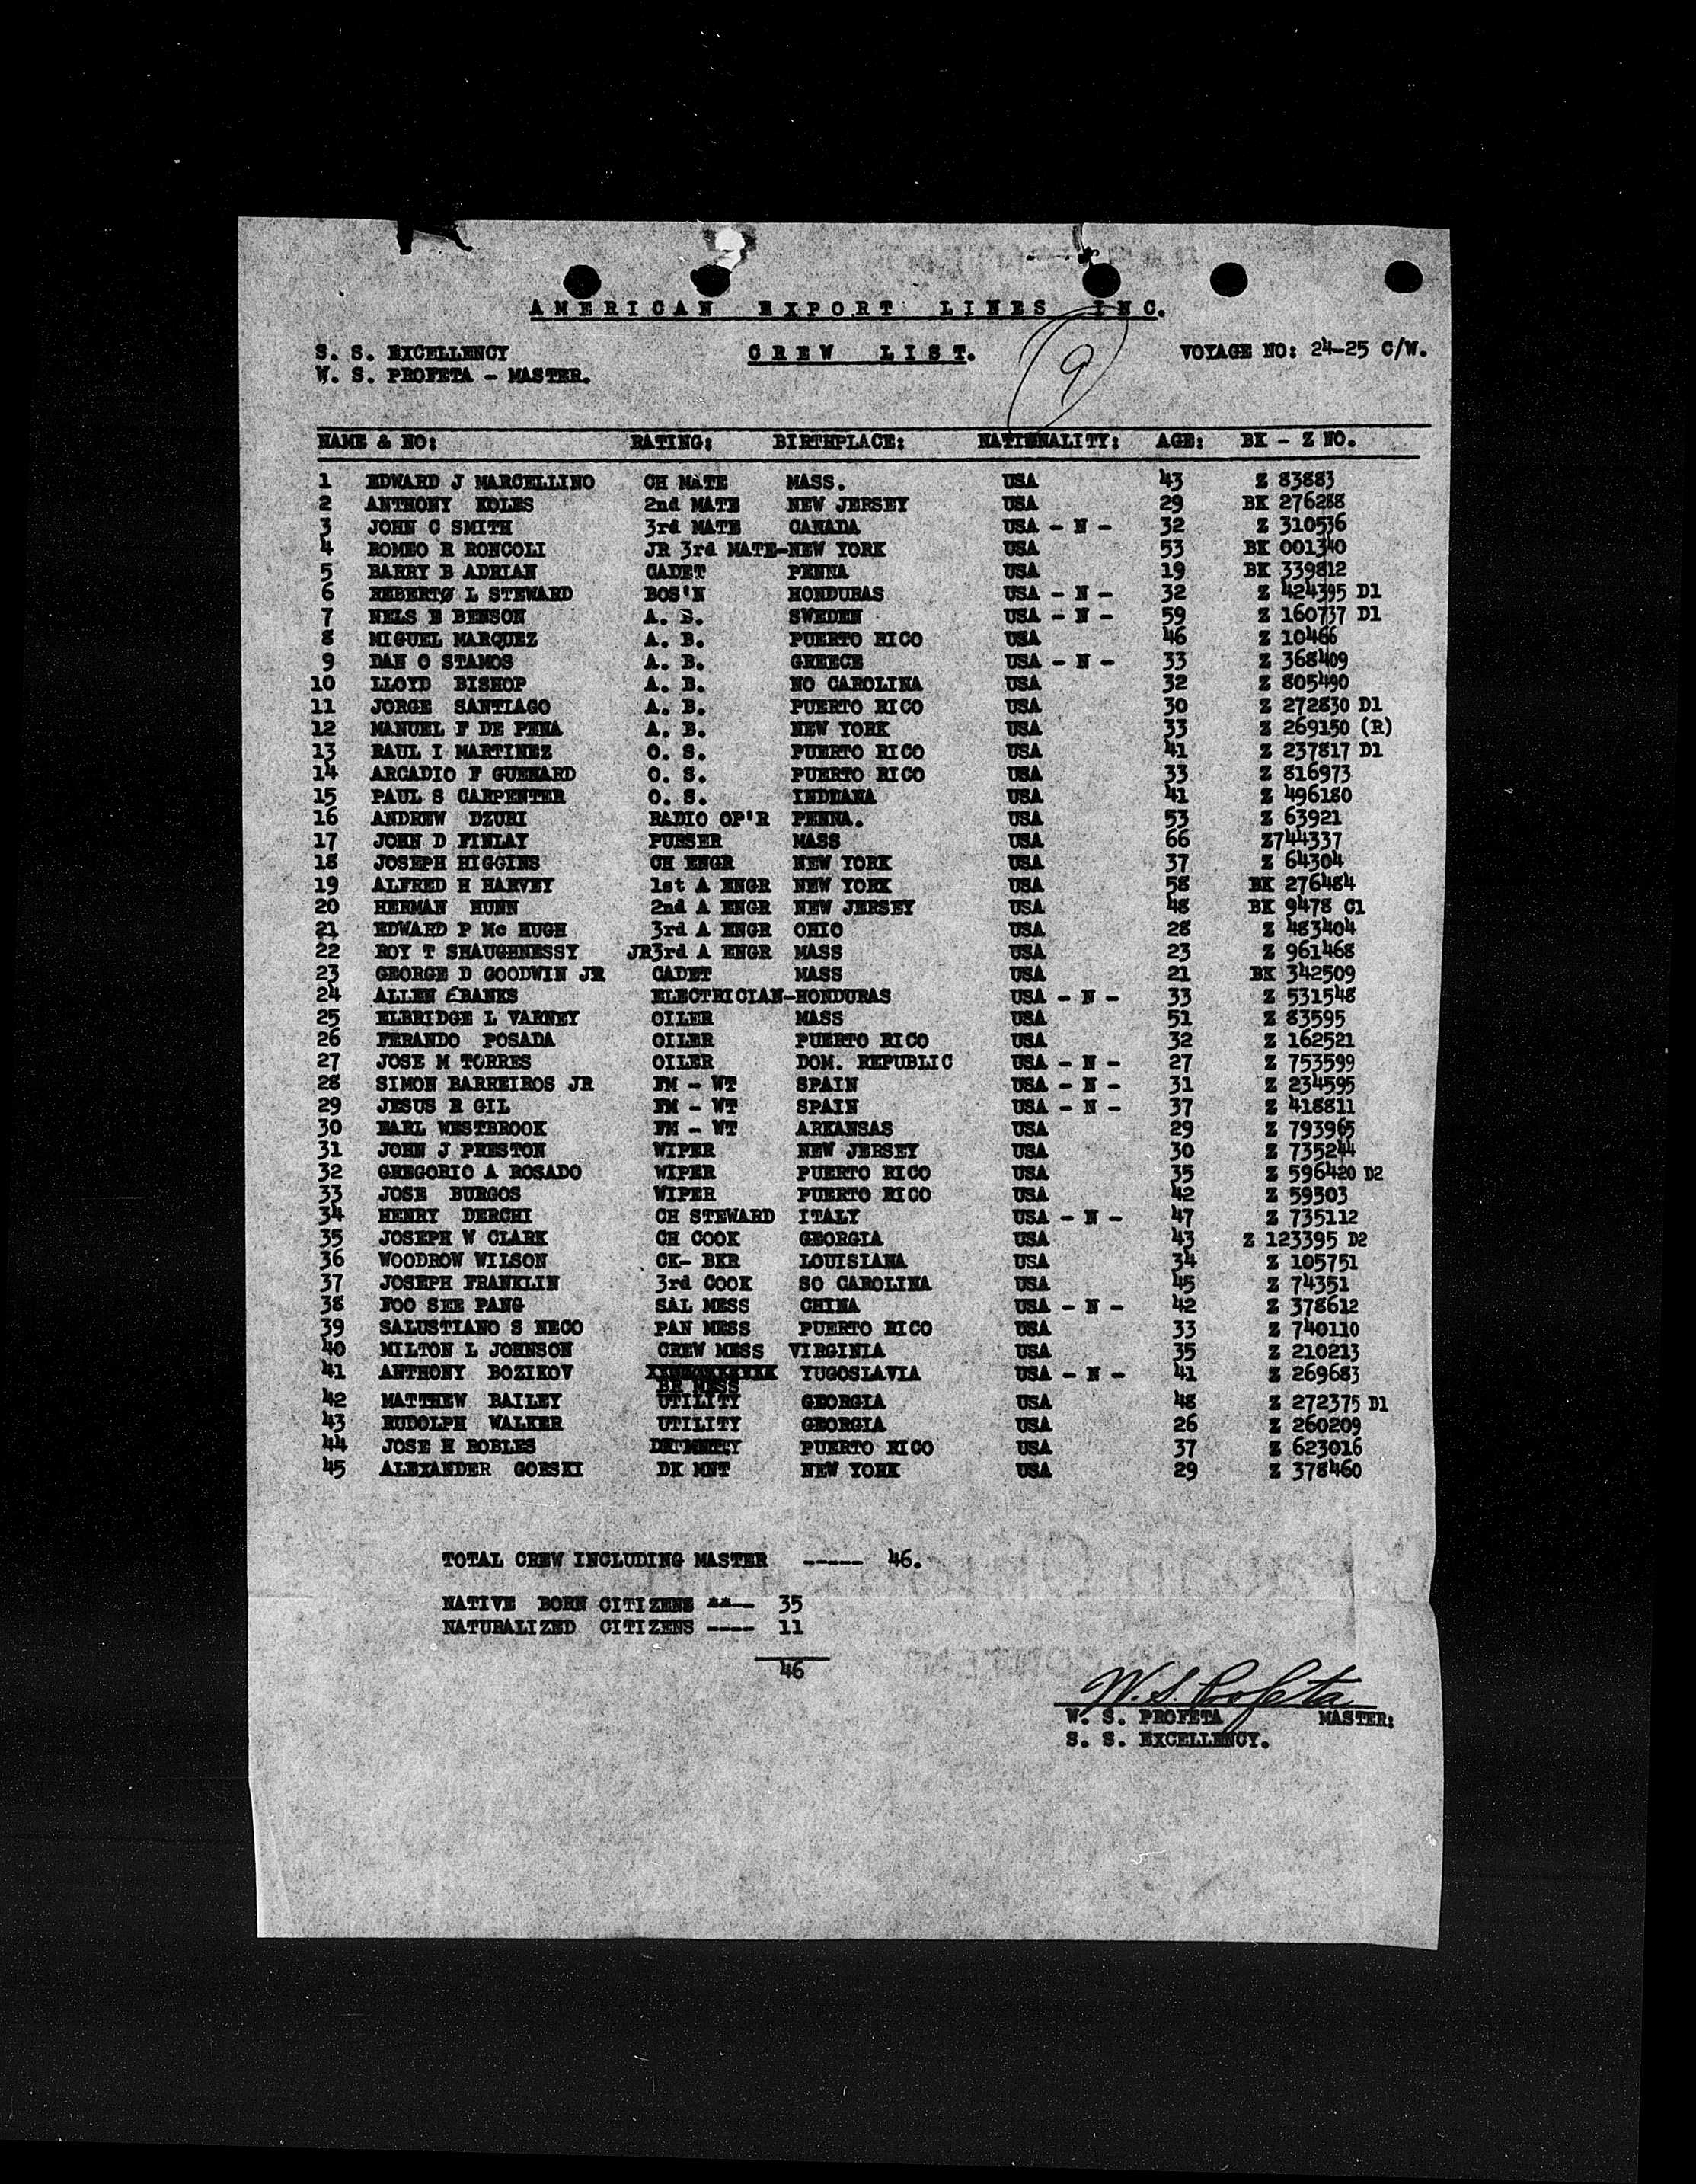 AMERICAN EXPORT LINES INC.
S. S. EXCELLENCY CREW LIST. 9 VOYAGE NO: 24-25 C/W.
W. S. PROFETA - MASTER.
NAME & NO: RATING: BIRTHPLACE: NATIONALITY: AGE: BK - Z NO.
1 EDWARD J MARCELLINO CH MATE MASS. USA 43 Z 83883
2 ANTHONY KOLES 2nd MATE NEW JERSEY USA 29 BK 276288
3 JOHN C SMITH 3rd MATE CANADA USA - N - 32 Z 310536
4 ROMEO R RONCOLI JR 3rd MATE-NEW YORK USA 53 BK 001340
5 BARRY B ADRIAN CADET PENNA USA 19 BK 339812
6 HEBERTO L STEWARD BOS'N HONDURAS USA - N - 32 Z 424395 D1
7 NELS E BENSON A. B. SWEDEN USA - N - 59 Z 160737 D1
8 MIGUEL MARQUEZ A. B. PUERTO RICO USA 46 Z 10466
9 DAN O STAMOS A. B. GREECE USA - N - 33 Z 368409
10 LLOYD BISHOP A. B. NO CAROLINA USA 32 Z 805490
11 JORGE SANTIAGO A. B. PUERTO RICO USA 30 Z 272830 D1
12 MANUEL F DE PENA A. B. NEW YORK USA 33 Z 269150 (R)
13 RAUL I MARTINEZ O. S. PUERTO RICO USA 41 Z 237817 D1
14 ARCADIO F GUENARD O. S. PUERTO RICO USA 33 Z 816973
15 PAUL S CARPENTER O. S. INDEANA USA 41 Z 496180
16 ANDREW DZURI RADIO OP'R PENNA. USA 53 Z 63921
17 JOHN D FINLAY PURSER MASS USA 66 Z744337
18 JOSEPH HIGGINS CH ENGR NEW YORK USA 37 Z 64304
19 ALFRED H HARVEY 1st A ENGR NEW YORK USA 58 BK 276484
20 HERMAN HUNN 2nd A ENGR NEW JERSEY USA 48 BK 9478 C1
21 EDWARD P Mc HUGH 3rd A ENGR OHIO USA 28 Z 483404
22 ROY T SHAUGHNESSY JR3rd A ENGR MASS USA 23 Z 961468
23 GEORGE D GOODWIN JR CADET MASS USA 21 BK 342509
24 ALLEN EBANKS ELECTRICIAN-HONDURAS USA - N - 33 Z 531548
25 ELBRIDGE L VARNEY OILER MASS USA 51 Z 83595
26 FERANDO POSADA OILER PUERTO RICO USA 32 Z 162521
27 JOSE M TORRES OILER DOM. REPUBLIC USA - N - 27 Z 753599
28 SIMON BARREIROS JR FM - WT SPAIN USA - N - 31 Z 234595
29 JESUS R GIL FM - WT SPAIN USA - N - 37 Z 418811
30 EARL WESTBROOK FM - WT ARKANSAS USA 29 Z 793965
31 JOHN J PRESTON WIPER NEW JERSEY USA 30 Z 735244
32 GREGORIO A ROSADO WIPER PUERTO RICO USA 35 Z 596420 D2
33 JOSE BURGOS WIPER PUERTO RICO USA 42 Z 59303
34 HENRY DERCHI CH STEWARD ITALY USA - N - 47 Z 735112
35 JOSEPH W CLARK CH COOK GEORGIA USA 43 Z 123395 D2
36 WOODROW WILSON CK- BKR LOUISIANA USA 34 Z 105751
37 JOSEPH FRANKLIN 3rd COOK SO CAROLINA USA 45 Z 74351
38 FOO SEE PANG SAL MESS CHINA USA - N - 42 Z 378612
39 SALUSTIANO S NECO PAN MESS PUERTO RICO USA 33 Z 740110
40 MILTON L JOHNSON CREW MESS VIRGINIA USA 35 Z 210213
41 ANTHONY BOZIKOV YUGOSLAVIA USA - N - 41 Z 269683
BR MESS
42 MATTHEW BAILEY UTILITY GEORGIA USA 48 Z 272375 D1
43 RUDOLPH WALKER UTILITY GEORGIA USA 26 Z 260209
44 JOSE H ROBLES PUERTO RICO USA 37 Z 623016
45 ALEXANDER GORSKI DK MNT NEW YORK USA 29 Z 378460
TOTAL CREW INCLUDING MASTER ----- 46.
NATIVE BORN CITIZENS **-- 35
NATURALIZED CITIZENS ---- 11
46
W. S. Profeta
W. S. PROFETA MASTER:
S. S. EXCELLENCY.